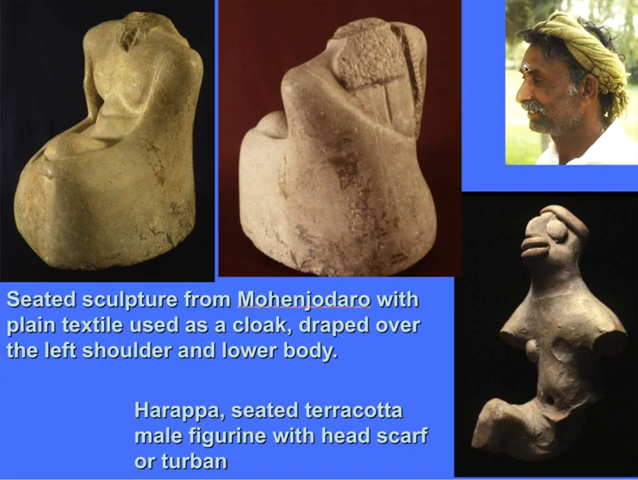 Seated sculpture from Mohenjodaro with
plain textile used as a cloak, draped over
the left shoulder and lower body.
Harappa, seated terracotta
male figurine with head scarf
or turban